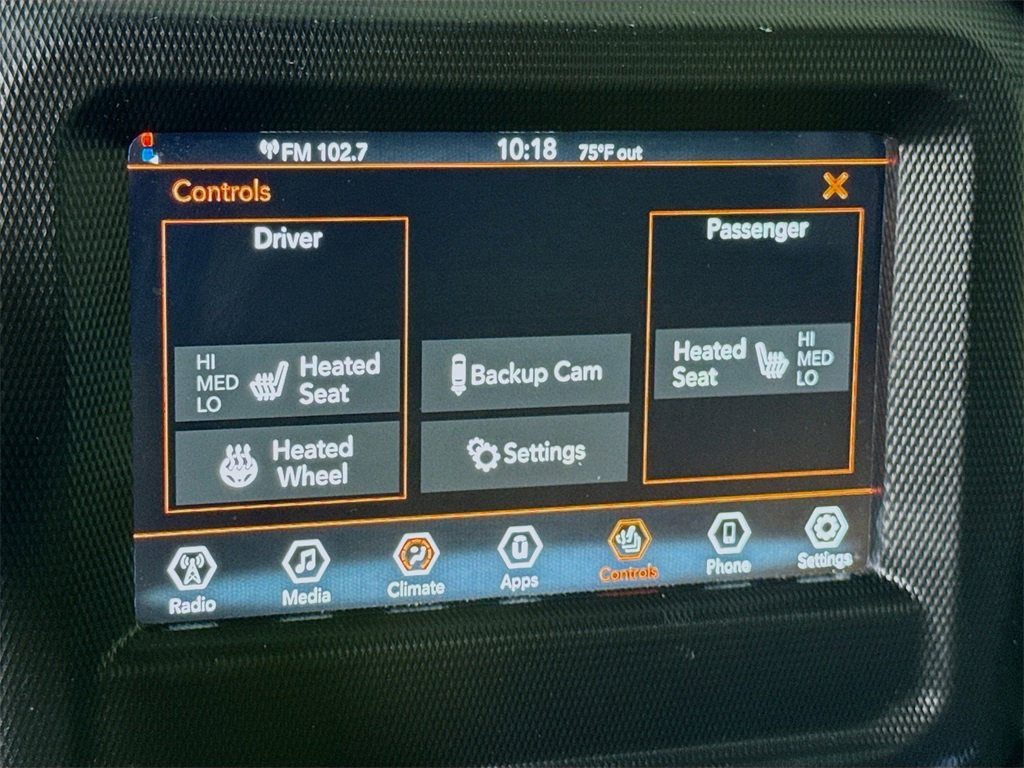 FM 102.7 10:18 75°F out
Controls
Driver
HI
MED
LO
Heated
Seat
Heated
Wheel
Backup Cam
Settings
Passenger
Heated
Seat
HI
MED
LO
Radio Media Climate Apps Controls Phone Settings